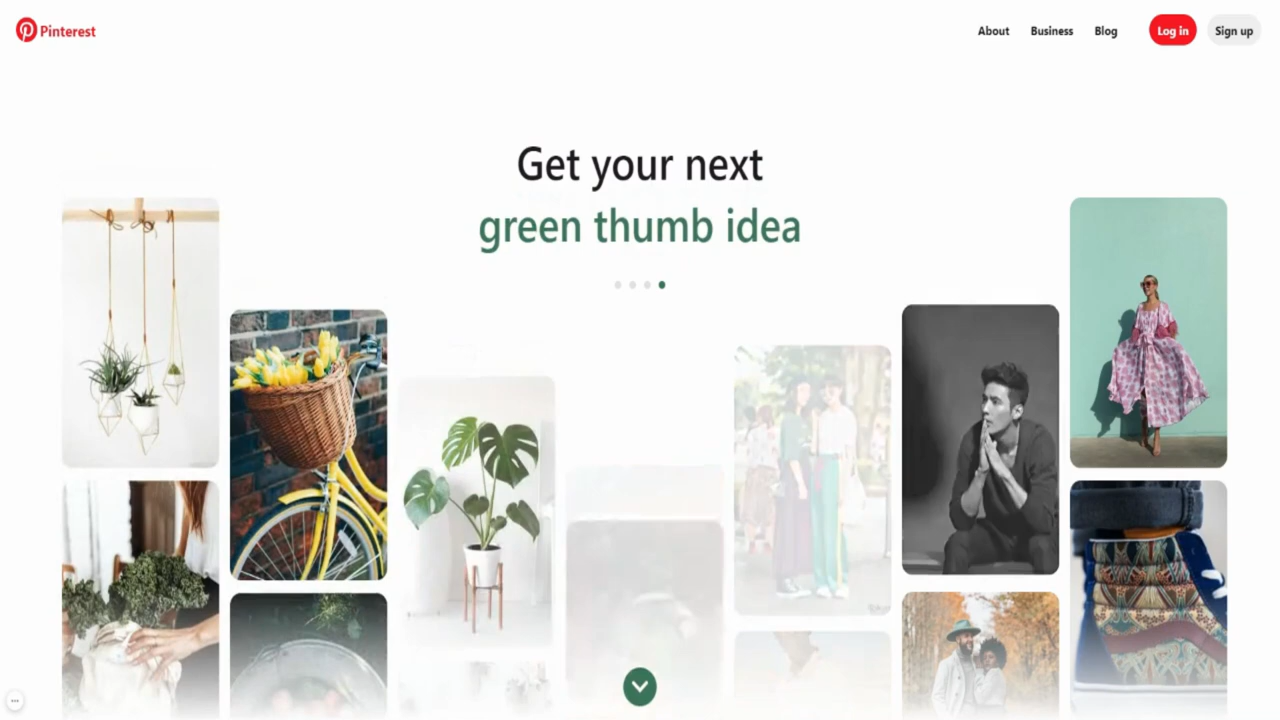 Pinterest
About
Business
Blog
Log in
Sign up
Get your next
green thumb idea